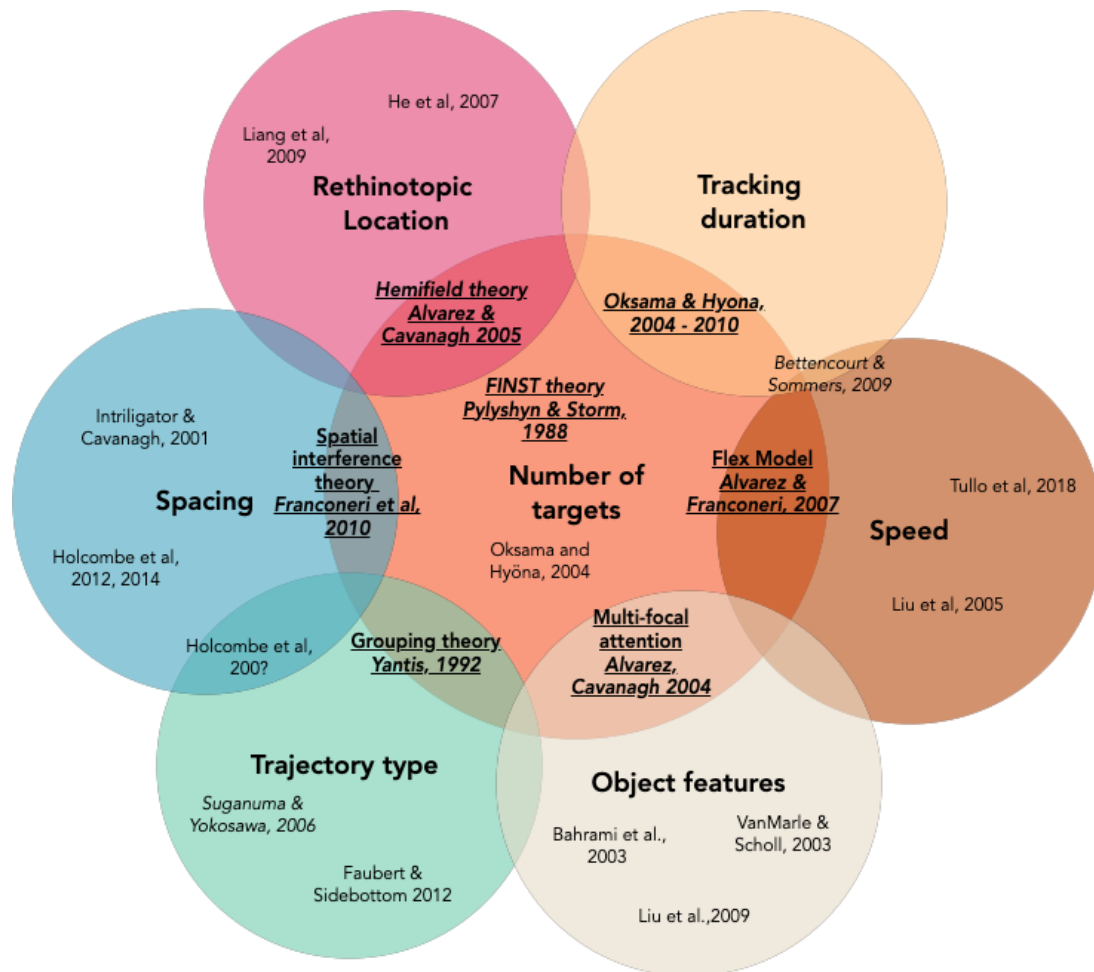 He et al, 2007
Liang et al,
2009
Rethinotopic
Location
Tracking
duration
Hemifield theory
Alvarez &
Cavanagh 2005
Oksama & Hyona,
2004 - 2010
Bettencourt &
Sommers, 2009
FINST theory
Pylyshyn & Storm,
1988
Intriligator &
Cavanagh, 2001
Spatial
interference
theory
Franconeri et al,
2010
Flex Model
Alvarez &
Franconeri, 2007
Number of
targets
Tullo et al, 2018
Spacing
Speed
Oksama and
Hyöna, 2004
Holcombe et al,
2012, 2014
Liu et al, 2005
Holcombe et al,
200?
Grouping theory
Yantis, 1992
Multi-focal
attention
Alvarez,
Cavanagh 2004
Trajectory type
Object features
Suganuma &
Yokosawa, 2006
Bahrami et al.,
2003
VanMarle &
Scholl, 2003
Faubert &
Sidebottom 2012
Liu et al.,2009